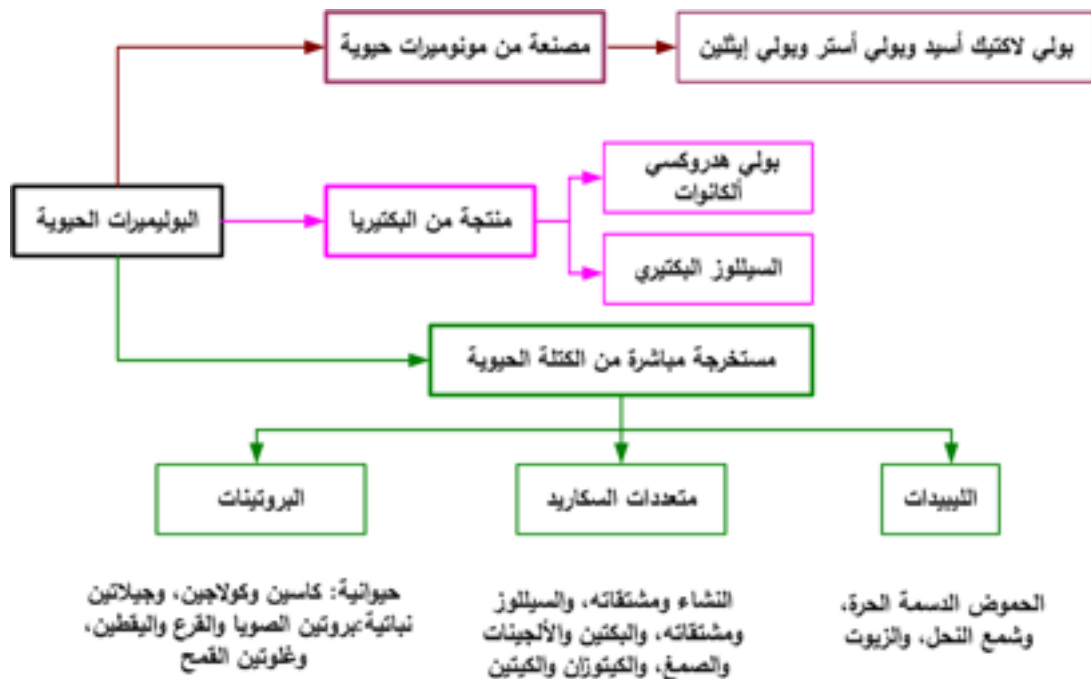 مصنعة من مونوميرات حيوية
بولي لاكتيك أسيد وبولي أستر وبولي إيثلين
البوليميرات الحيوية
منتجة من البكتيريا
بولي هدروكسي
ألكانوات
السيللوز البكتيري
مستخرجة مباشرة من الكتلة الحيوية
الليبيدات
متعددات السكاريد
البروتينات
الحموض الدسمة الحرة،
وشمع النحل، والزيوت
النشاء ومشتقاته، والسيللوز
ومشتقاته، والبكتين والألجينات
والصمغ، والكيتوزان والكيتين
حيوانية: كاسين وكولاجين، وجيلاتين
نباتية:بروتين الصويا والقرع واليقطين،
وغلوتين القمح